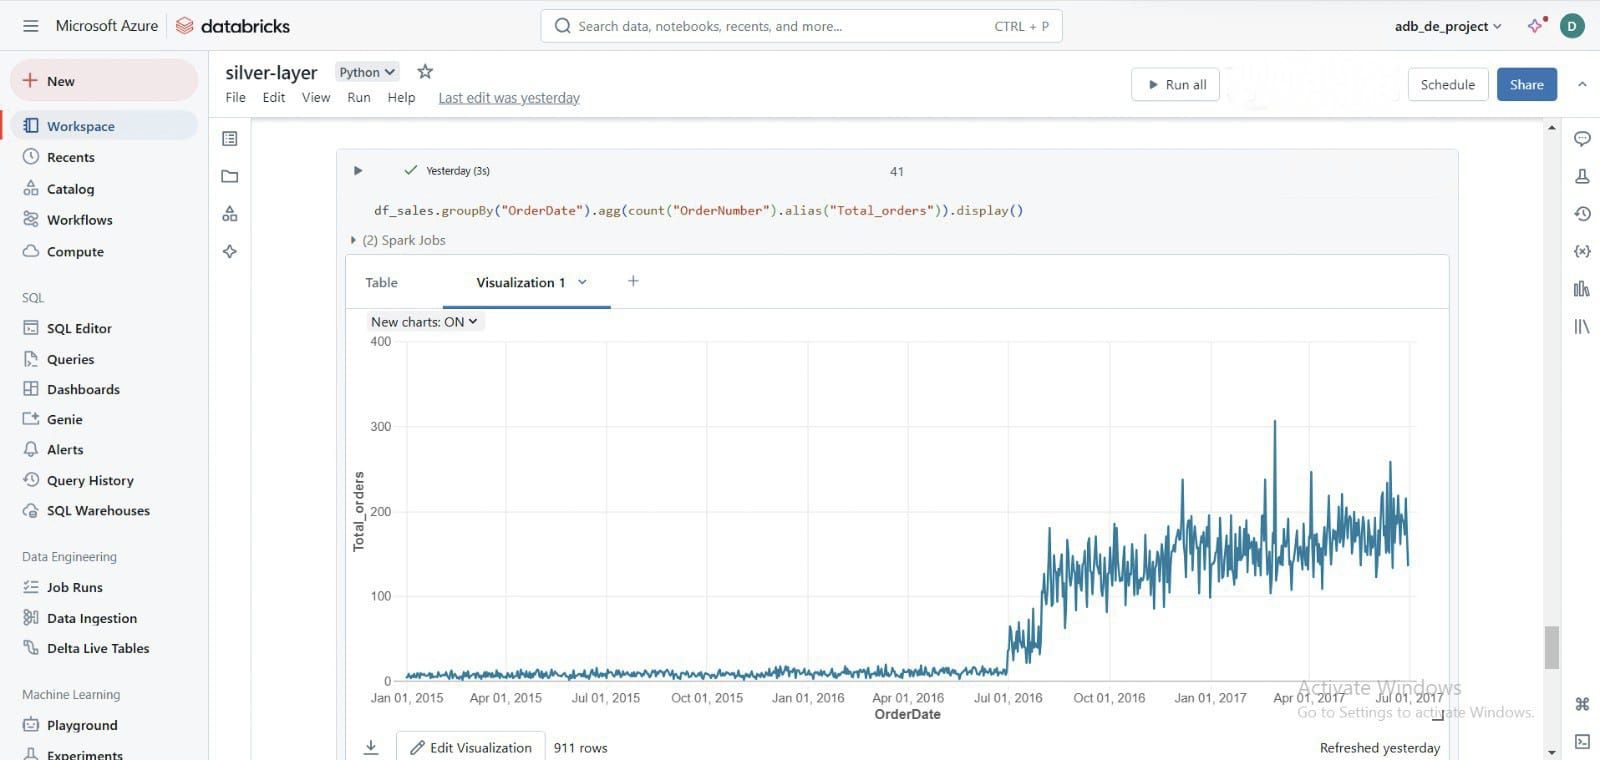 Microsoft Azure databricks
Search data, notebooks, recents, and more... CTRL + P
adb_de_project D
New
Workspace
Recents
Catalog
Workflows
Compute
SQL
SQL Editor
Queries
Dashboards
Genie
Alerts
Query History
SQL Warehouses
Data Engineering
Job Runs
Data Ingestion
Delta Live Tables
Machine Learning
Playground
Experiments
silver-layer Python
File Edit View Run Help Last edit was yesterday
Run all Schedule Share
Yesterday (3s) 41
df_sales.groupBy("OrderDate").agg(count("OrderNumber").alias("Total_orders")).display()
(2) Spark Jobs
Table Visualization 1 +
New charts: ON
400
300
200
100
0
Total_orders
Jan 01, 2015 Apr 01, 2015 Jul 01, 2015 Oct 01, 2015 Jan 01, 2016 Apr 01, 2016 Jul 01, 2016 Oct 01, 2016 Jan 01, 2017 Apr 01, 2017 Jul 01, 2017
OrderDate
Activate Windows
Go to Settings to activate Windows.
Edit Visualization 911 rows Refreshed yesterday